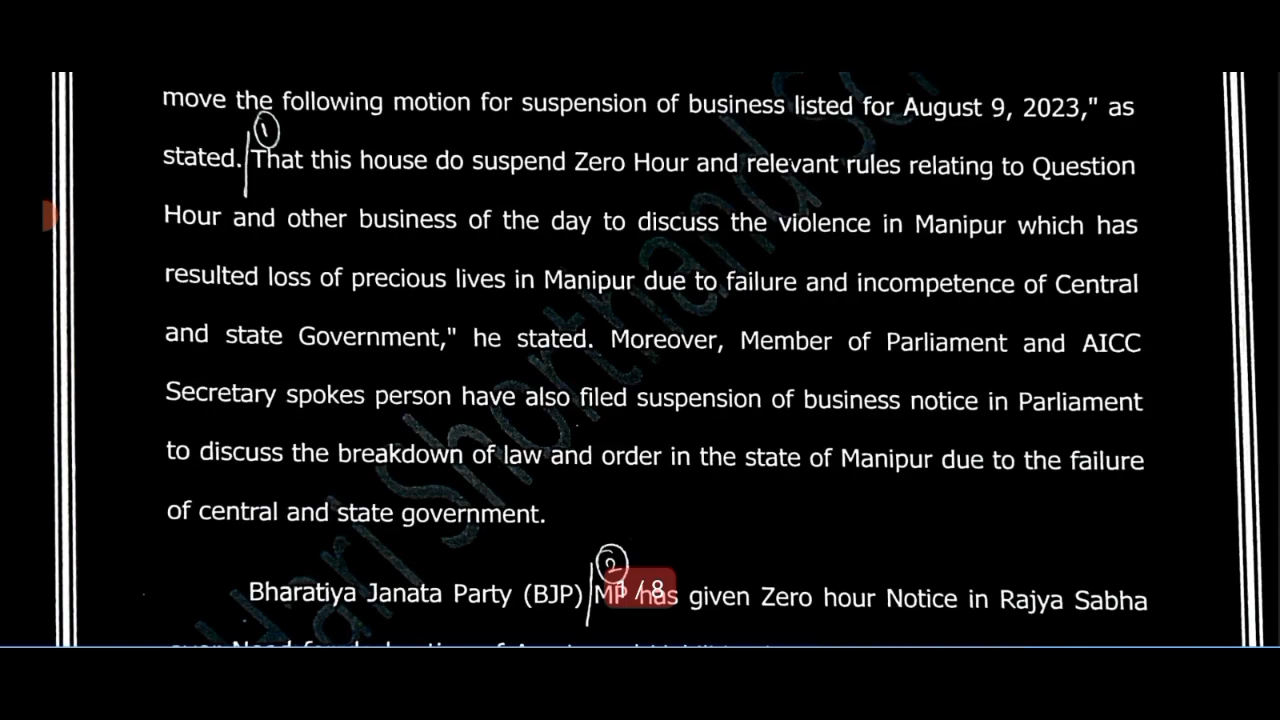 move the following motion for suspension of business listed for August 9, 2023," as
1
stated. That this house do suspend Zero Hour and relevant rules relating to Question
Hour and other business of the day to discuss the violence in Manipur which has
resulted loss of precious lives in Manipur due to failure and incompetence of Central
and state Government," he stated. Moreover, Member of Parliament and AICC
Secretary spokes person have also filed suspension of business notice in Parliament
to discuss the breakdown of law and order in the state of Manipur due to the failure
of central and state government.
2
Bharatiya Janata Party (BJP) MP has given Zero hour Notice in Rajya Sabha
1 / 8
Hari Shorthand